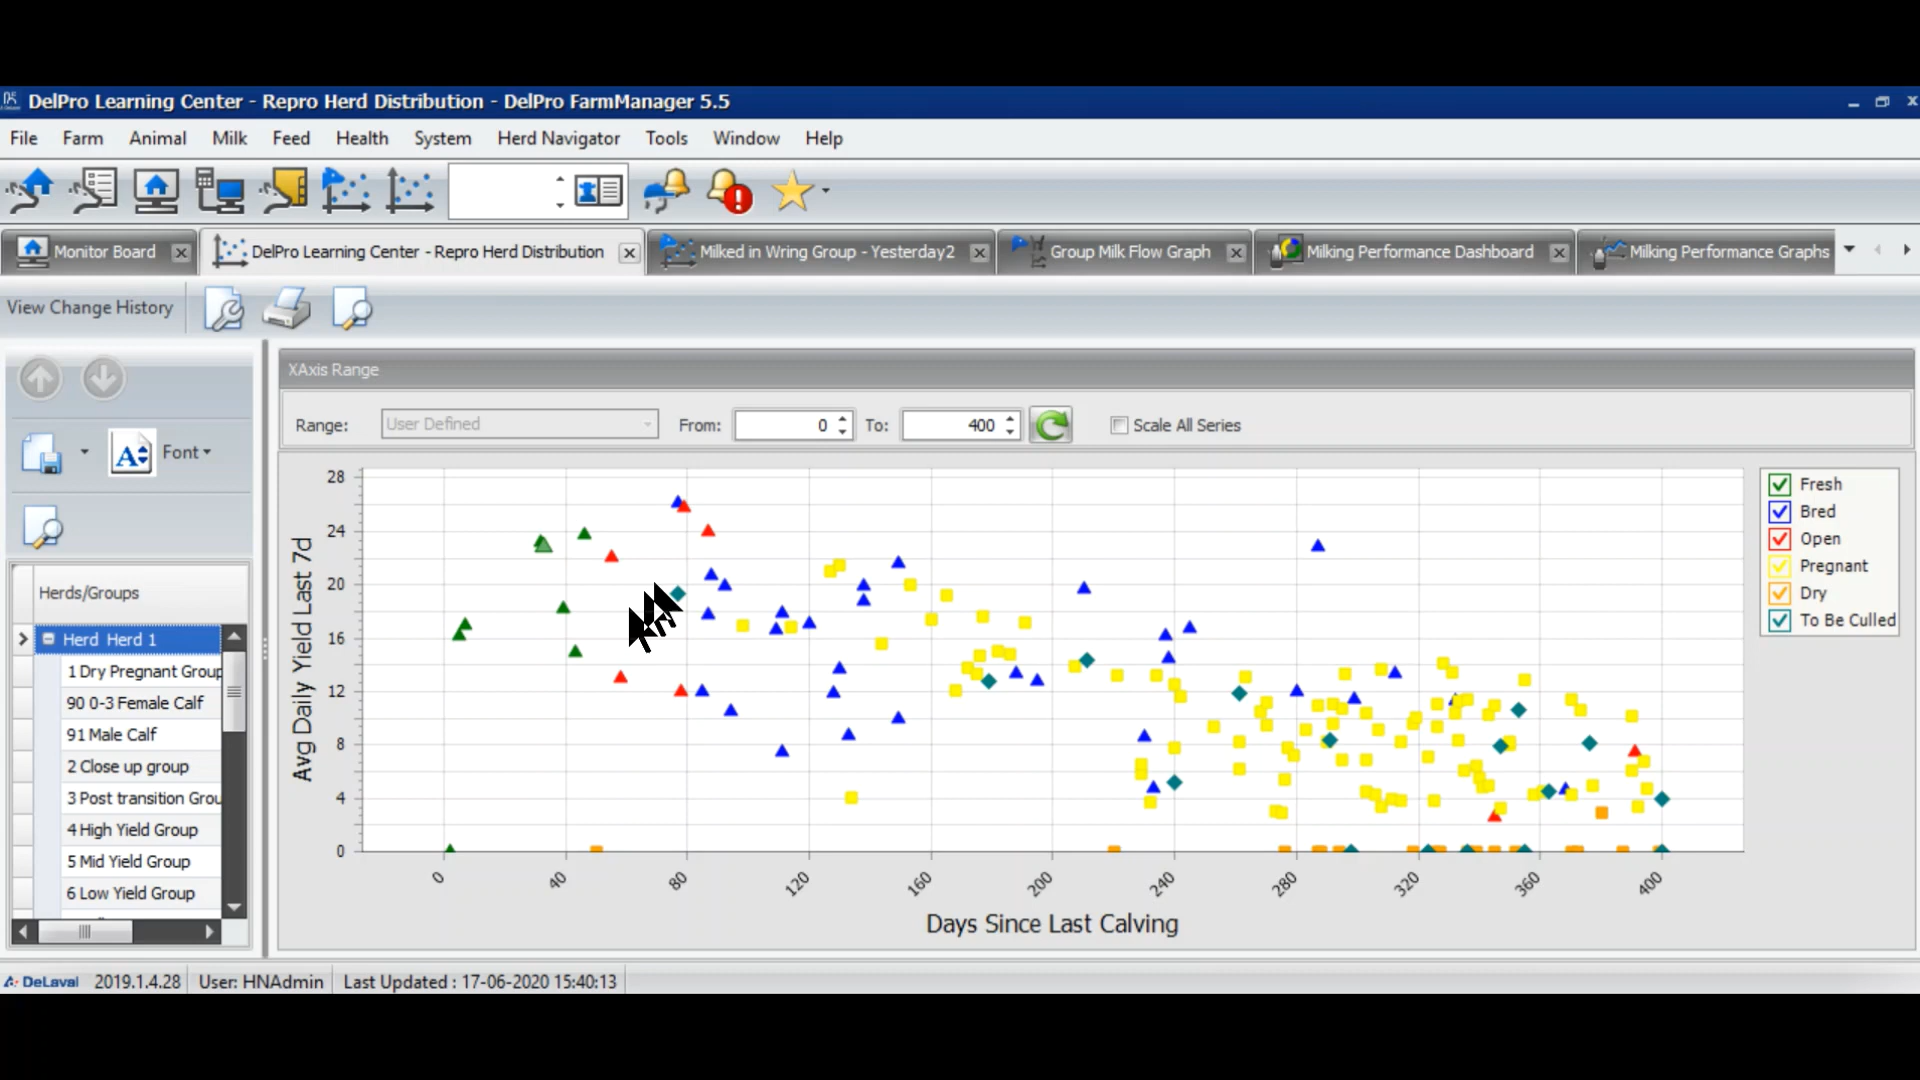 DelPro Learning Center - Repro Herd Distribution - DelPro FarmManager 5.5
File Farm Animal Milk Feed Health System Herd Navigator Tools Window Help
Monitor Board DelPro Learning Center - Repro Herd Distribution Milked in Wring Group - Yesterday2 Group Milk Flow Graph Milking Performance Dashboard Milking Performance Graphs
View Change History
XAxis Range
Range: User Defined From: 0 To: 400 Scale All Series
Font
Herds/Groups
Herd Herd 1
1 Dry Pregnant Group
90 0-3 Female Calf
91 Male Calf
2 Close up group
3 Post transition Grou
4 High Yield Group
5 Mid Yield Group
6 Low Yield Group
Avg Daily Yield Last 7d
28
24
20
16
12
8
4
0
0 40 80 120 160 200 240 280 320 360 400
Days Since Last Calving
Fresh
Bred
Open
Pregnant
Dry
To Be Culled
DeLaval 2019.1.4.28 User: HNAdmin Last Updated : 17-06-2020 15:40:13